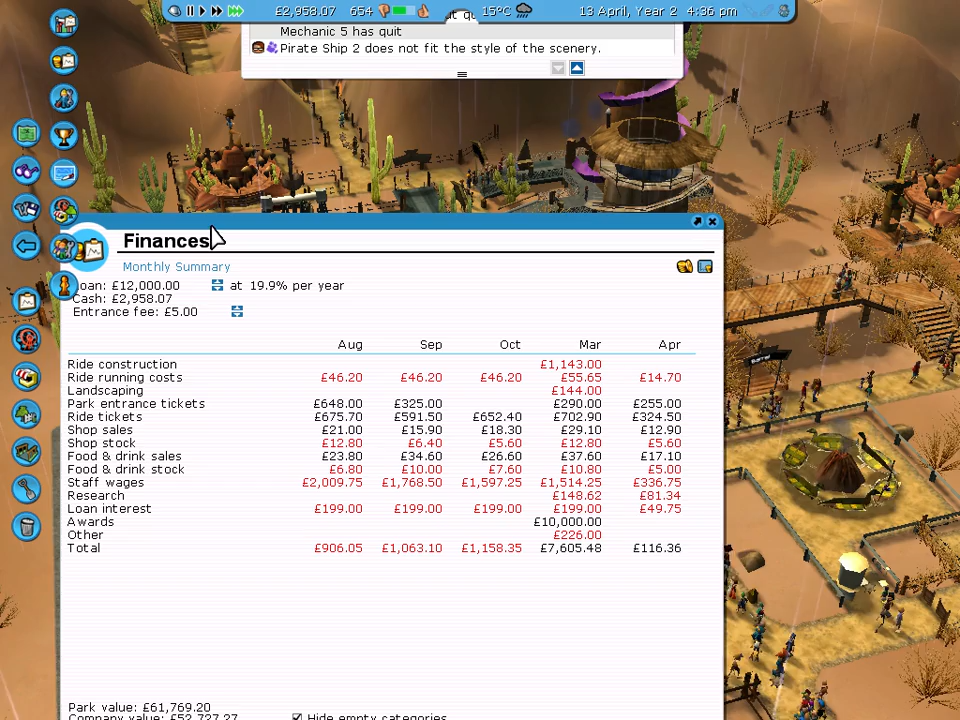 £2,958.07 654 15°C 13 April, Year 2 4:36 pm
Mechanic 5 has quit
Pirate Ship 2 does not fit the style of the scenery.
Finances
Monthly Summary
Loan: £12,000.00 at 19.9% per year
Cash: £2,958.07
Entrance fee: £5.00
Aug Sep Oct Mar Apr
Ride construction £1,143.00
Ride running costs £46.20 £46.20 £46.20 £55.65 £14.70
Landscaping £144.00
Park entrance tickets £648.00 £325.00 £290.00 £255.00
Ride tickets £675.70 £591.50 £652.40 £702.90 £324.50
Shop sales £21.00 £15.90 £18.30 £29.10 £12.90
Shop stock £12.80 £6.40 £5.60 £12.80 £5.60
Food & drink sales £23.80 £34.60 £26.60 £37.60 £17.10
Food & drink stock £6.80 £10.00 £7.60 £10.80 £5.00
Staff wages £2,009.75 £1,768.50 £1,597.25 £1,514.25 £336.75
Research £148.62 £81.34
Loan interest £199.00 £199.00 £199.00 £199.00 £49.75
Awards £10,000.00
Other £226.00
Total £906.05 £1,063.10 £1,158.35 £7,605.48 £116.36
Barrel
Park value: £61,769.20
Company value: £52,727.27 Hide empty categories